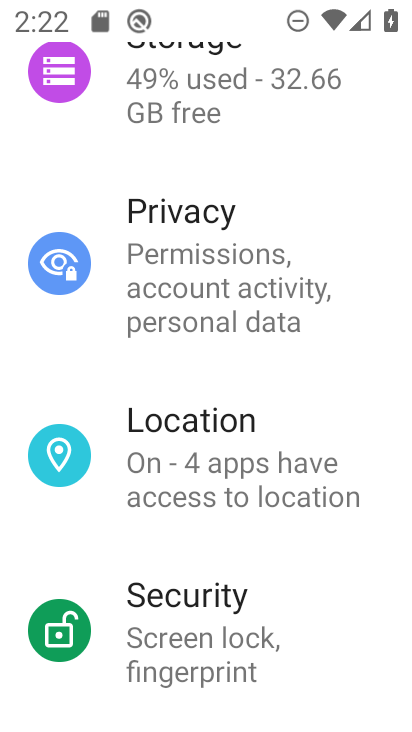 2:22
Storage
49% used - 32.66
GB free
Privacy
Permissions,
account activity,
personal data
Location
On - 4 apps have
access to location
Security
Screen lock,
fingerprint